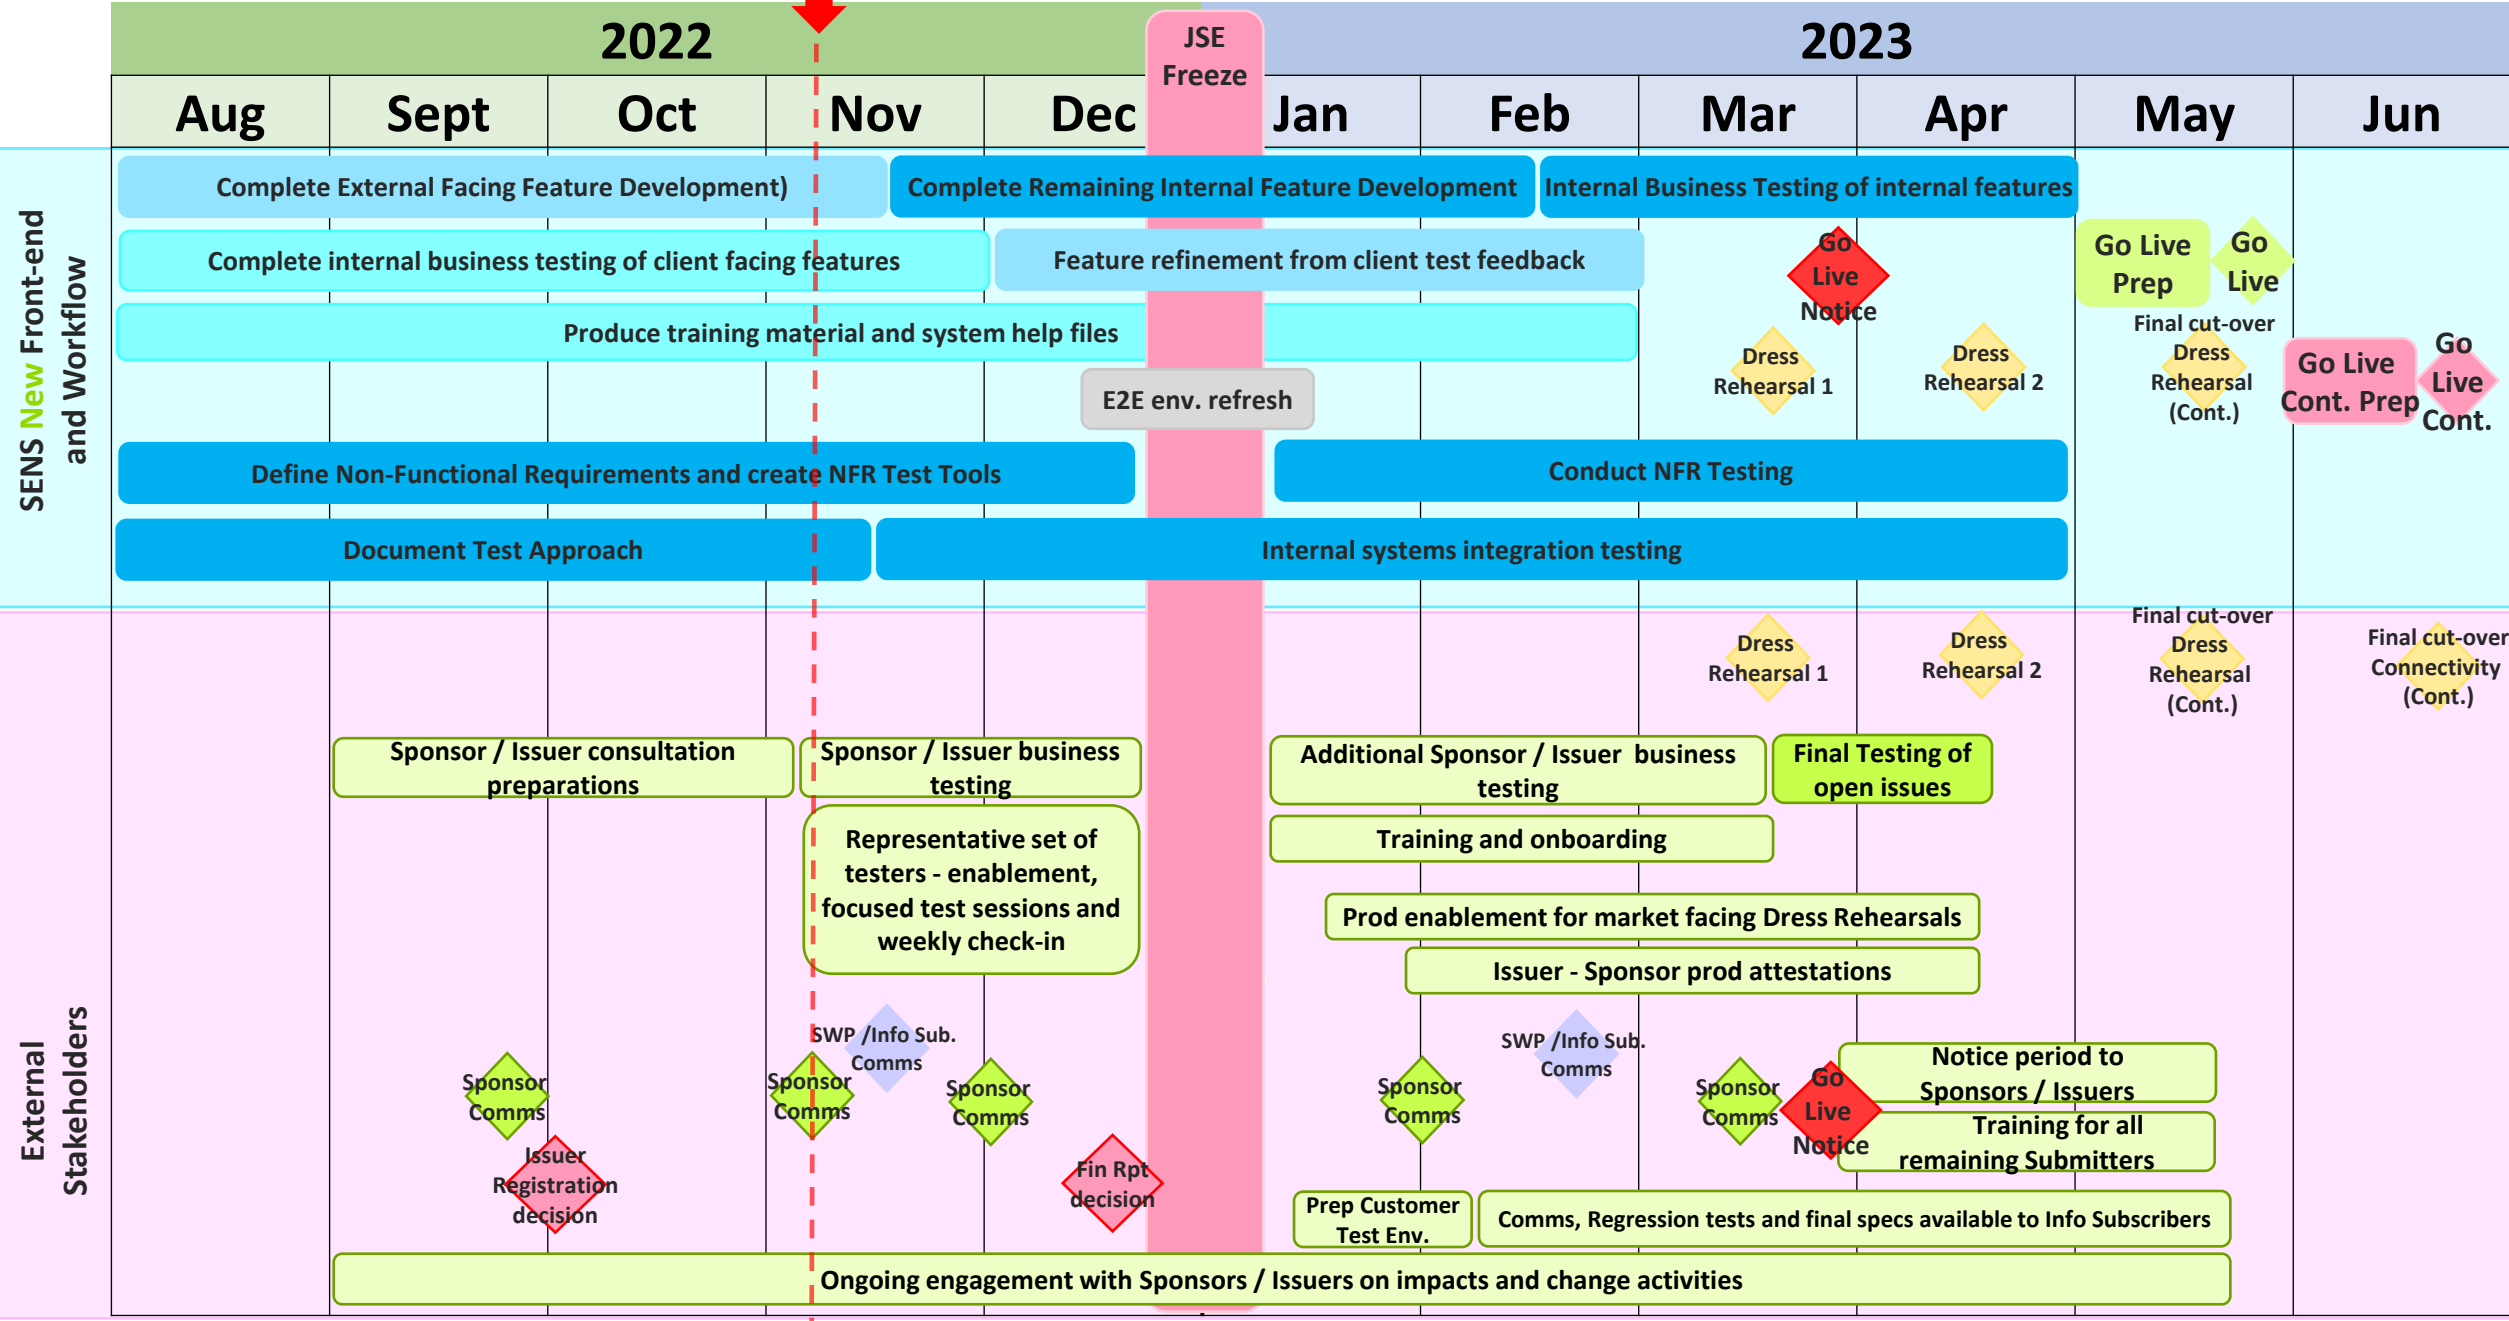 2022
JSE
Freeze
2023
Aug
Sept
Oct
Nov
Dec
Jan
Feb
Mar
Apr
May
Jun
SENS New Front-end
and Workflow
Complete External Facing Feature Development)
Complete Remaining Internal Feature Development
Internal Business Testing of internal features
Complete internal business testing of client facing features
Feature refinement from client test feedback
Go
Live
Notice
Go Live
Prep
Go
Live
Produce training material and system help files
Dress
Rehearsal 1
Dress
Rehearsal 2
Final cut-over
Dress
Rehearsal
(Cont.)
Go Live
Cont. Prep
Go
Live
Cont.
E2E env. refresh
Define Non-Functional Requirements and create NFR Test Tools
Conduct NFR Testing
Document Test Approach
Internal systems integration testing
External
Stakeholders
Dress
Rehearsal 1
Dress
Rehearsal 2
Final cut-over
Dress
Rehearsal
(Cont.)
Final cut-over
Connectivity
(Cont.)
Sponsor / Issuer consultation
preparations
Sponsor / Issuer business
testing
Additional Sponsor / Issuer business
testing
Final Testing of
open issues
Representative set of
testers - enablement,
focused test sessions and
weekly check-in
Training and onboarding
Prod enablement for market facing Dress Rehearsals
Issuer - Sponsor prod attestations
SWP /Info Sub.
Comms
SWP /Info Sub.
Comms
Sponsor
Comms
Sponsor
Comms
Sponsor
Comms
Sponsor
Comms
Sponsor
Comms
Go
Live
Notice
Notice period to
Sponsors / Issuers
Training for all
remaining Submitters
Issuer
Registration
decision
Fin Rpt
decision
Prep Customer
Test Env.
Comms, Regression tests and final specs available to Info Subscribers
Ongoing engagement with Sponsors / Issuers on impacts and change activities